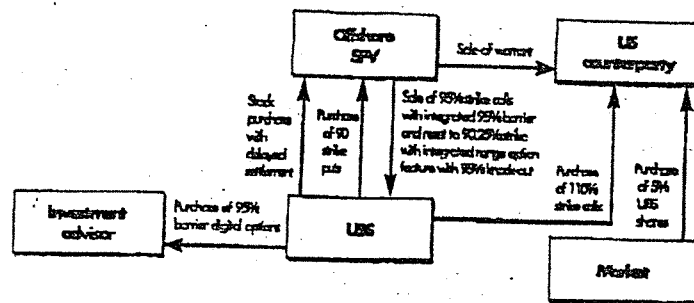 Offshore
SPV
Sale of warrant
US
counterparty
Stock
purchase
with
delayed
settlement
Purchase
of 90
strike
puts
Sale of 95% strike calls
with integrated 95% barrier
and reset to 90.25% strike
with integrated range option
feature with 95% knock-out
Purchase
of 110%
strike calls
Purchase
of 5%
UBS
shares
Investment
advisor
Purchase of 95%
barrier digital options
UBS
Market